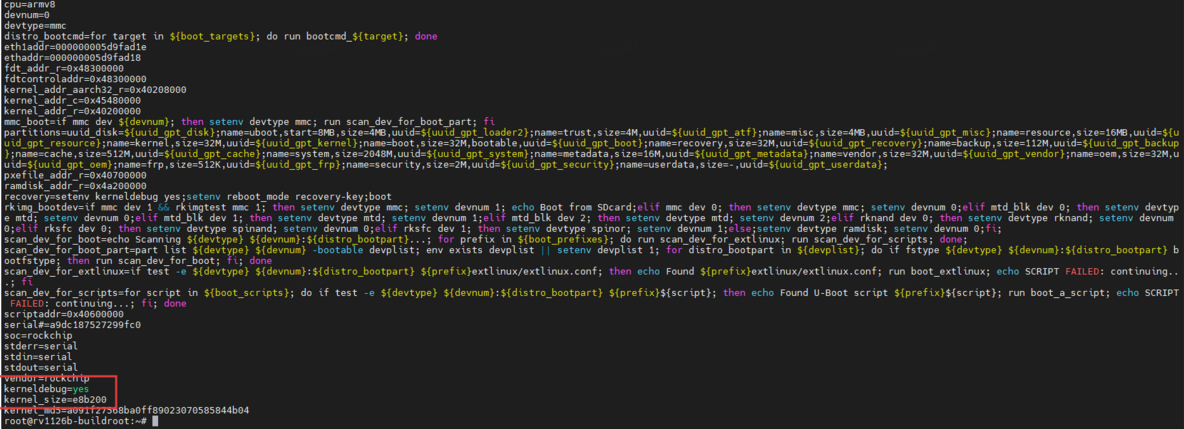 cpu=armv8
devnum=0
devtype=mmc
distro_bootcmd=for target in ${boot_targets}; do run bootcmd_${target}; done
eth1addr=000000005d9fad1e
ethaddr=000000005d9fad18
fdt_addr_r=0x48300000
fdtcontroladdr=0x48300000
kernel_addr_aarch32_r=0x40208000
kernel_addr_c=0x45480000
kernel_addr_r=0x40200000
mmc_boot=if mmc dev ${devnum}; then setenv devtype mmc; run scan_dev_for_boot_part; fi
partitions=uuid_disk=${uuid_gpt_disk};name=uboot,start=8MB,size=4MB,uuid=${uuid_gpt_loader2};name=trust,size=4M,uuid=${uuid_gpt_atf};name=misc,size=4MB,uuid=${uuid_gpt_misc};name=resource,size=16MB,uuid=${u
uid_gpt_resource};name=kernel,size=32M,uuid=${uuid_gpt_kernel};name=boot,size=32M,bootable,uuid=${uuid_gpt_boot};name=recovery,size=32M,uuid=${uuid_gpt_recovery};name=backup,size=112M,uuid=${uuid_gpt_backup
};name=cache,size=512M,uuid=${uuid_gpt_cache};name=system,size=2048M,uuid=${uuid_gpt_system};name=metadata,size=16M,uuid=${uuid_gpt_metadata};name=vendor,size=32M,uuid=${uuid_gpt_vendor};name=oem,size=32M,u
uid=${uuid_gpt_oem};name=frp,size=512K,uuid=${uuid_gpt_frp};name=security,size=2M,uuid=${uuid_gpt_security};name=userdata,size=-,uuid=${uuid_gpt_userdata};
pxefile_addr_r=0x40700000
ramdisk_addr_r=0x4a200000
recovery=setenv kerneldebug yes;setenv reboot_mode recovery-key;boot
rkimg_bootdev=if mmc dev 1 && rkimgtest mmc 1; then setenv devtype mmc; setenv devnum 1; echo Boot from SDcard;elif mmc dev 0; then setenv devtype mmc; setenv devnum 0;elif mtd_blk dev 0; then setenv devtyp
e mtd; setenv devnum 0;elif mtd_blk dev 1; then setenv devtype mtd; setenv devnum 1;elif mtd_blk dev 2; then setenv devtype mtd; setenv devnum 2;elif rknand dev 0; then setenv devtype rknand; setenv devnum
0;elif rksfc dev 0; then setenv devtype spinand; setenv devnum 0;elif rksfc dev 1; then setenv devtype spinor; setenv devnum 1;else;setenv devtype ramdisk; setenv devnum 0;fi;
scan_dev_for_boot=echo Scanning ${devtype} ${devnum}:${distro_bootpart}...; for prefix in ${boot_prefixes}; do run scan_dev_for_extlinux; run scan_dev_for_scripts; done;
scan_dev_for_boot_part=part list ${devtype} ${devnum} -bootable devplist; env exists devplist || setenv devplist 1; for distro_bootpart in ${devplist}; do if fstype ${devtype} ${devnum}:${distro_bootpart} b
ootfstype; then run scan_dev_for_boot; fi; done
scan_dev_for_extlinux=if test -e ${devtype} ${devnum}:${distro_bootpart} ${prefix}extlinux/extlinux.conf; then echo Found ${prefix}extlinux/extlinux.conf; run boot_extlinux; echo SCRIPT FAILED: continuing..
.; fi
scan_dev_for_scripts=for script in ${boot_scripts}; do if test -e ${devtype} ${devnum}:${distro_bootpart} ${prefix}${script}; then echo Found U-Boot script ${prefix}${script}; run boot_a_script; echo SCRIPT
FAILED: continuing...; fi; done
scriptaddr=0x40600000
serial#=a9dc187527299fc0
soc=rockchip
stderr=serial
stdin=serial
stdout=serial
vendor=rockchip
kerneldebug=yes
kernel_size=e8b200
kernel_md5=a091f27568ba0ff89023070585844b04
root@rv1126b-buildroot:~#